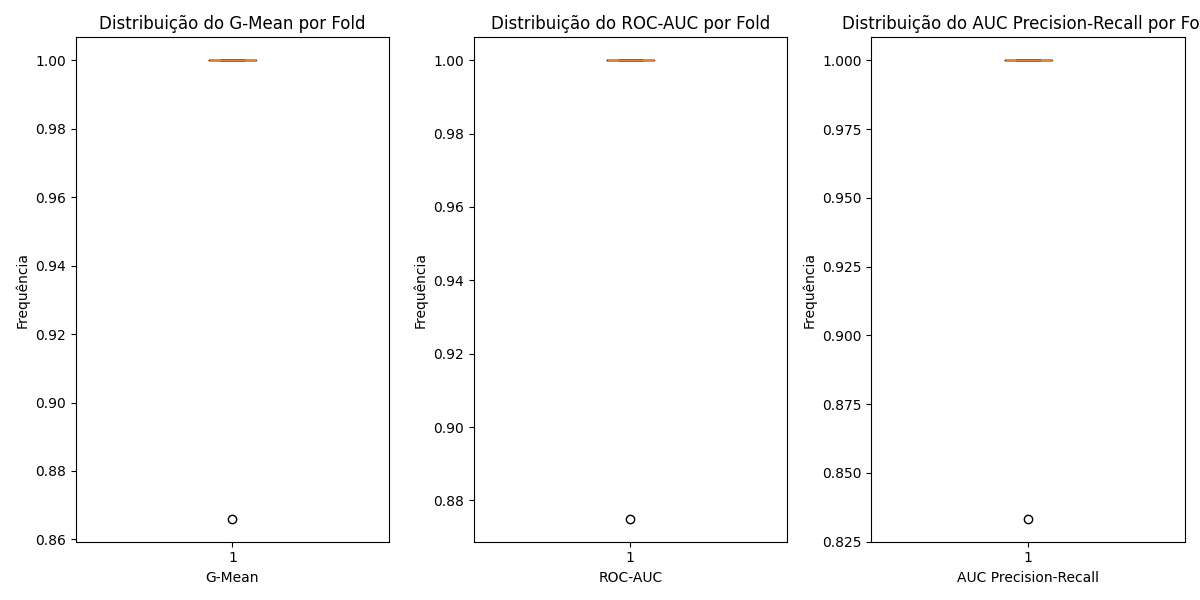 Distribuição do G-Mean por Fold
1.00
0.98
0.96
0.94
0.92
0.90
0.88
0.86
Frequência
1
G-Mean
Distribuição do ROC-AUC por Fold
1.00
0.98
0.96
0.94
0.92
0.90
0.88
Frequência
1
ROC-AUC
Distribuição do AUC Precision-Recall por Fo
1.000
0.975
0.950
0.925
0.900
0.875
0.850
0.825
Frequência
1
AUC Precision-Recall